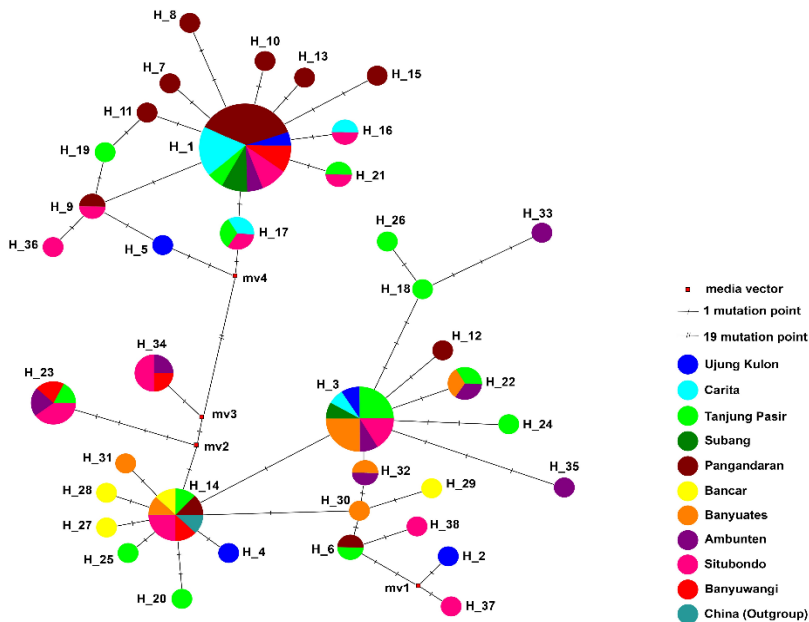 H_8
H_10
H_13
H_7
H_15
H_11
H_16
H_1
H_19
H_21
H_9
H_17
H_36
H_5
mv4
H_26
H_33
H_18
media vector
1 mutation point
19 mutation point
H_12
H_34
H_23
H_3
H_22
mv3
H_24
mv2
H_31
H_35
H_14
H_32
H_28
H_29
H_30
H_27
H_38
H_25
H_4
H_6
H_2
mv1
H_20
H_37
Ujung Kulon
Carita
Tanjung Pasir
Subang
Pangandaran
Bancar
Banyuates
Ambunten
Situbondo
Banyuwangi
China (Outgroup)